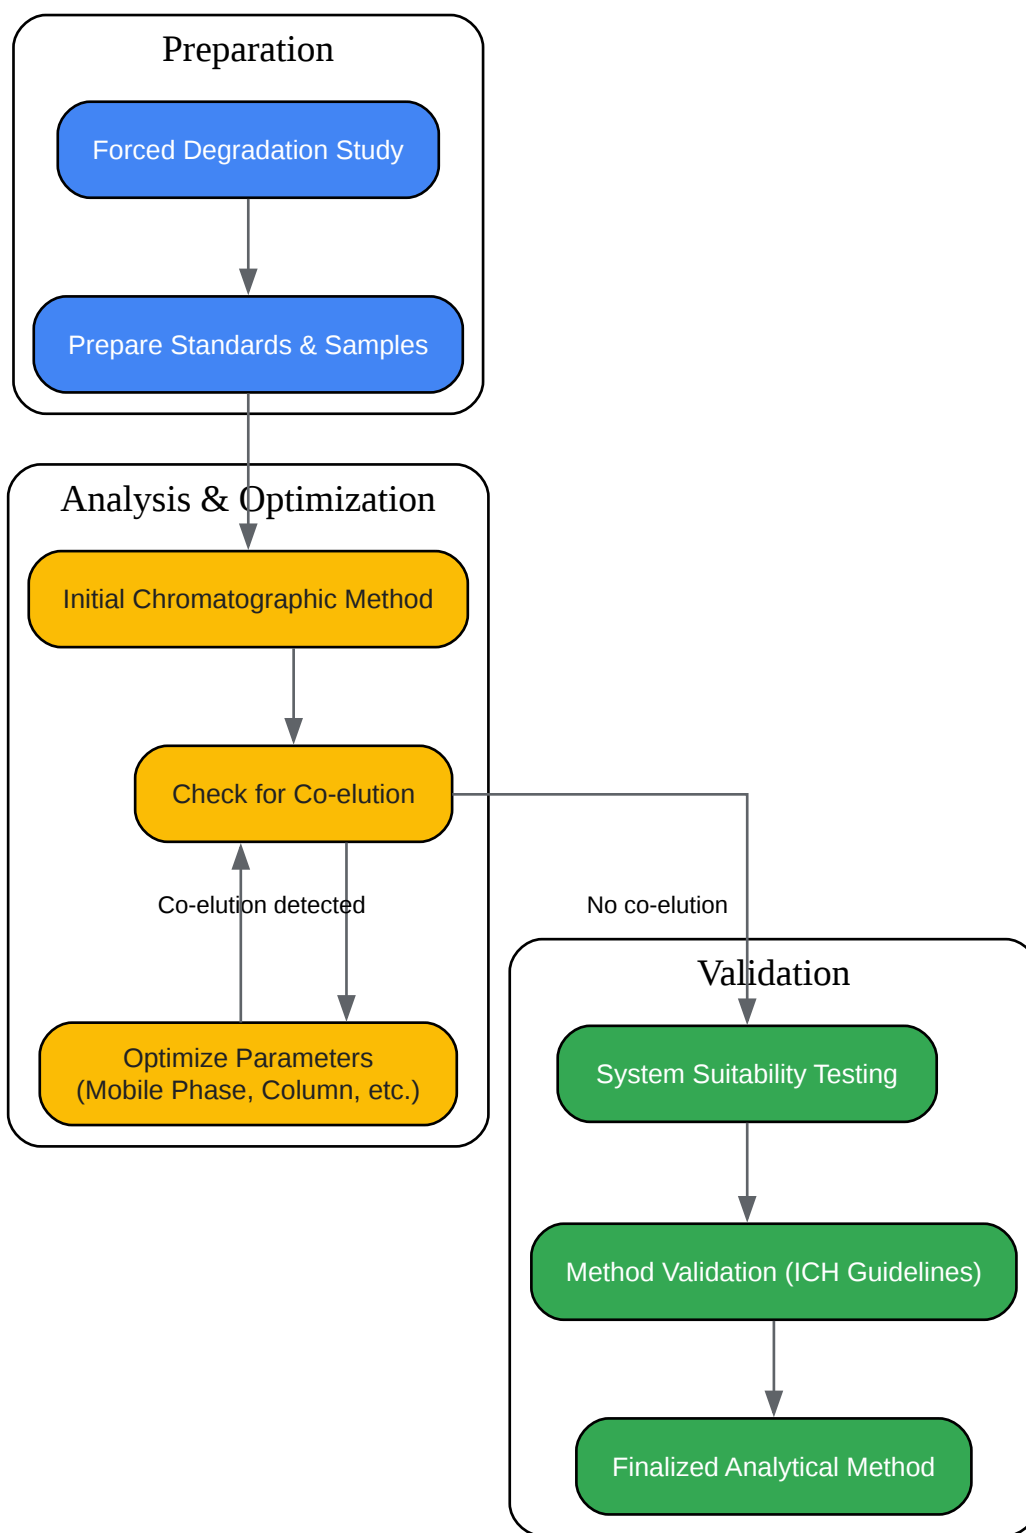 Preparation
Forced Degradation Study
Prepare Standards & Samples
Analysis & Optimization
Initial Chromatographic Method
Check for Co-elution
Co-elution detected
No co-elution
Optimize Parameters
(Mobile Phase, Column, etc.)
Validation
System Suitability Testing
Method Validation (ICH Guidelines)
Finalized Analytical Method